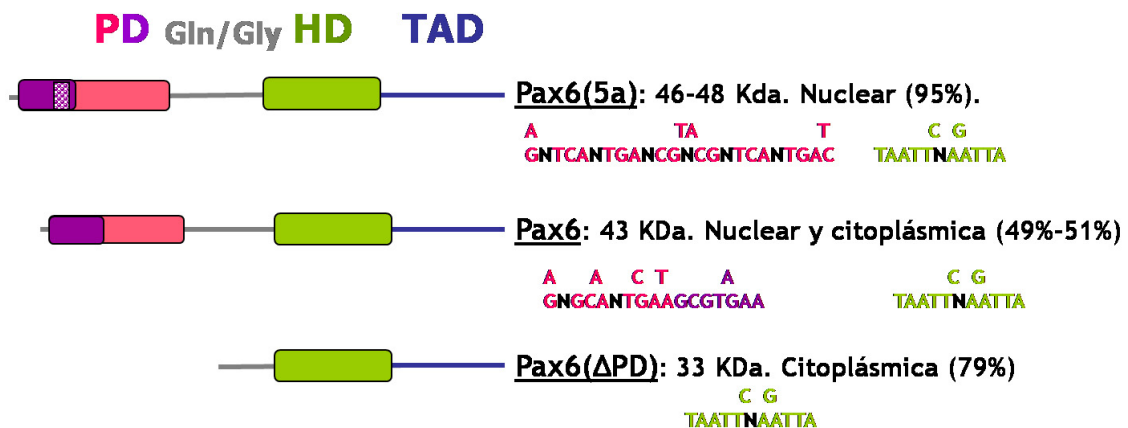 PD Gln/Gly HD TAD
Pax6(5a): 46-48 Kda. Nuclear (95%).
A TA T C G
GNTCANTGANCGNCGNTCANTGAC TAATTNAATTA
Pax6: 43 KDa. Nuclear y citoplásmica (49%-51%)
A A C T A C G
GNGCANTGAAGCGTGAA TAATTNAATTA
Pax6(ΔPD): 33 KDa. Citoplásmica (79%)
C G
TAATTNAATTA